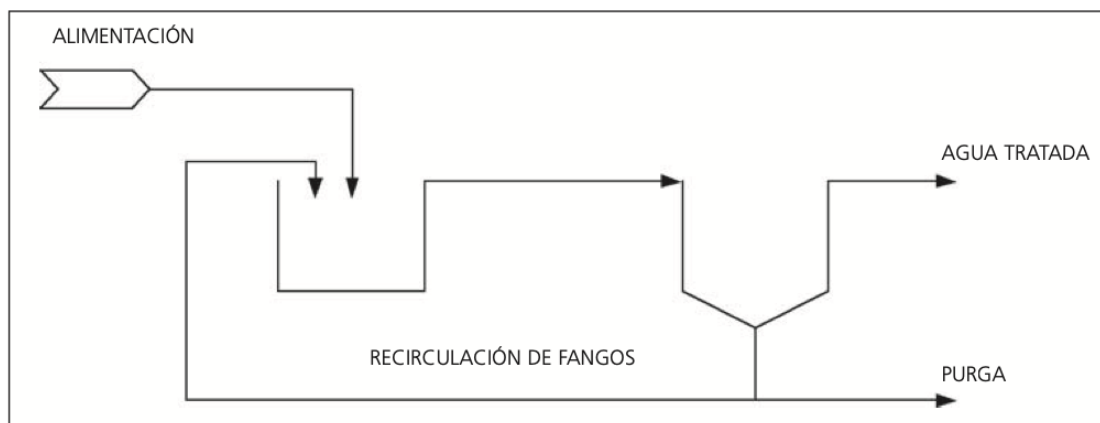 ALIMENTACIÓN
AGUA TRATADA
RECIRCULACIÓN DE FANGOS
PURGA